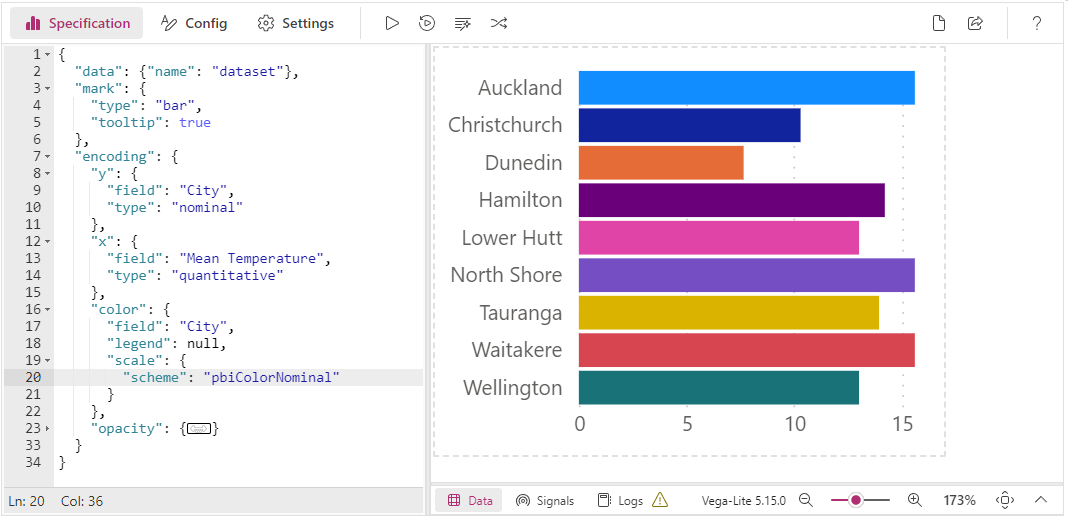 Specification Config Settings ?
1 {
2 "data": {"name": "dataset"},
3 "mark": {
4 "type": "bar",
5 "tooltip": true
6 },
7 "encoding": {
8 "y": {
9 "field": "City",
10 "type": "nominal"
11 },
12 "x": {
13 "field": "Mean Temperature",
14 "type": "quantitative"
15 },
16 "color": {
17 "field": "City",
18 "legend": null,
19 "scale": {
20 "scheme": "pbiColorNominal"
21 }
22 },
23 "opacity": {}
33 }
34 }
Ln: 20 Col: 36
Auckland
Christchurch
Dunedin
Hamilton
Lower Hutt
North Shore
Tauranga
Waitakere
Wellington
0 5 10 15
Data Signals Logs Vega-Lite 5.15.0 173%